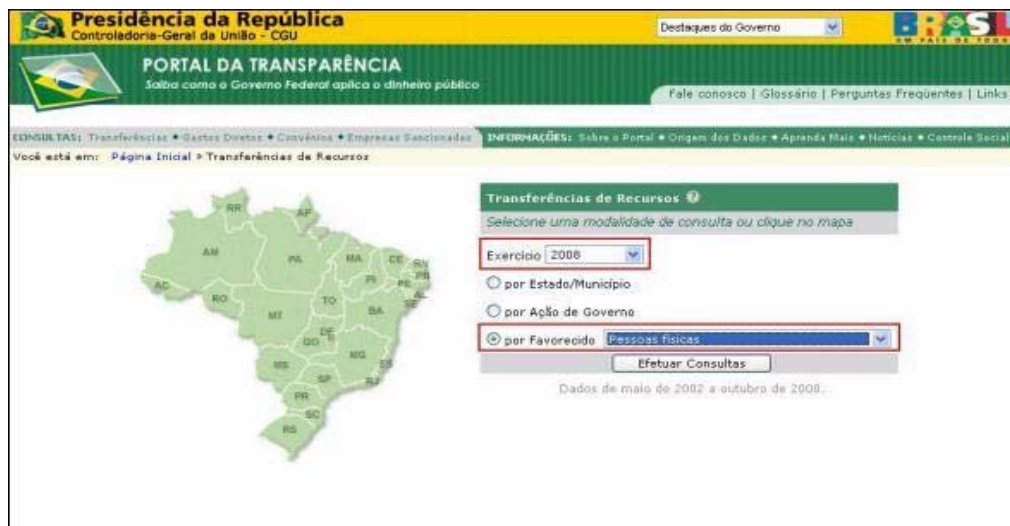 Presidência da República
Controladoria-Geral da União - CGU
Destaques do Governo
BRASIL
UM PAÍS DE TODOS
PORTAL DA TRANSPARÊNCIA
Saiba como o Governo Federal aplica o dinheiro público
Fale conosco | Glossário | Perguntas Freqüentes | Links
CONSULTAS: Transferências ♦ Gastos Diretos ♦ Convênios ♦ Empresas Sancionadas
INFORMAÇÕES: Sobre o Portal ♦ Origem dos Dados ♦ Aprenda Mais ♦ Notícias ♦ Controle Social
Você está em: Página Inicial » Transferências de Recursos
Transferências de Recursos
Selecione uma modalidade de consulta ou clique no mapa
Exercício 2008
por Estado/Município
por Ação de Governo
por Favorecido Pessoas físicas
Efetuar Consultas
Dados de maio de 2002 a outubro de 2008.
RR
AP
AM
PA
MA
CE
RN
PB
PI
PE
AL
SE
AC
RO
TO
BA
MT
DF
GO
MG
ES
MS
SP
RJ
PR
SC
RS